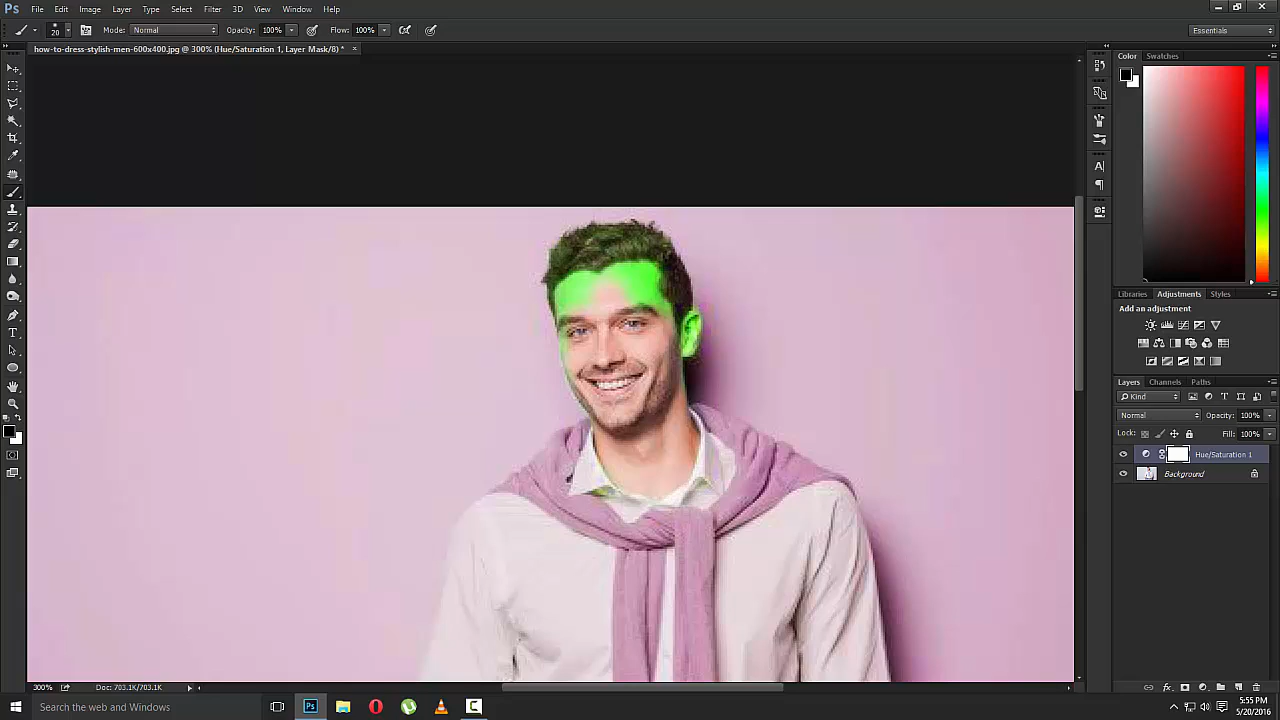 Ps File Edit Image Layer Type Select Filter 3D View Window Help
20 Mode: Normal Opacity: 100% Flow: 100% Essentials
how-to-dress-stylish-men-600x400.jpg @ 300% (Hue/Saturation 1, Layer Mask/8) *
Color Swatches
Libraries Adjustments Styles
Add an adjustment
Layers Channels Paths
Kind
Normal Opacity: 100%
Lock: Fill: 100%
Hue/Saturation 1
Background
300% Doc: 703.1K/703.1K
Search the web and Windows
5:55 PM
5/20/2016